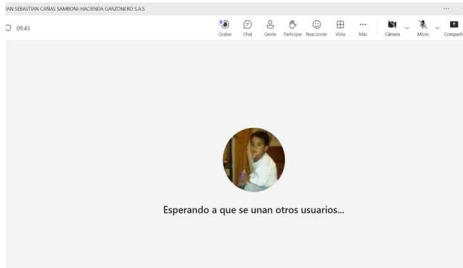 IAN SEBASTIAN CAÑAS SAMBONI-HACIENDA GARZONERO S.A.S
09:43
Grabar Chat Gente Participar Reaccionar Vista Más Cámara Micro Comparti
Esperando a que se unan otros usuarios...